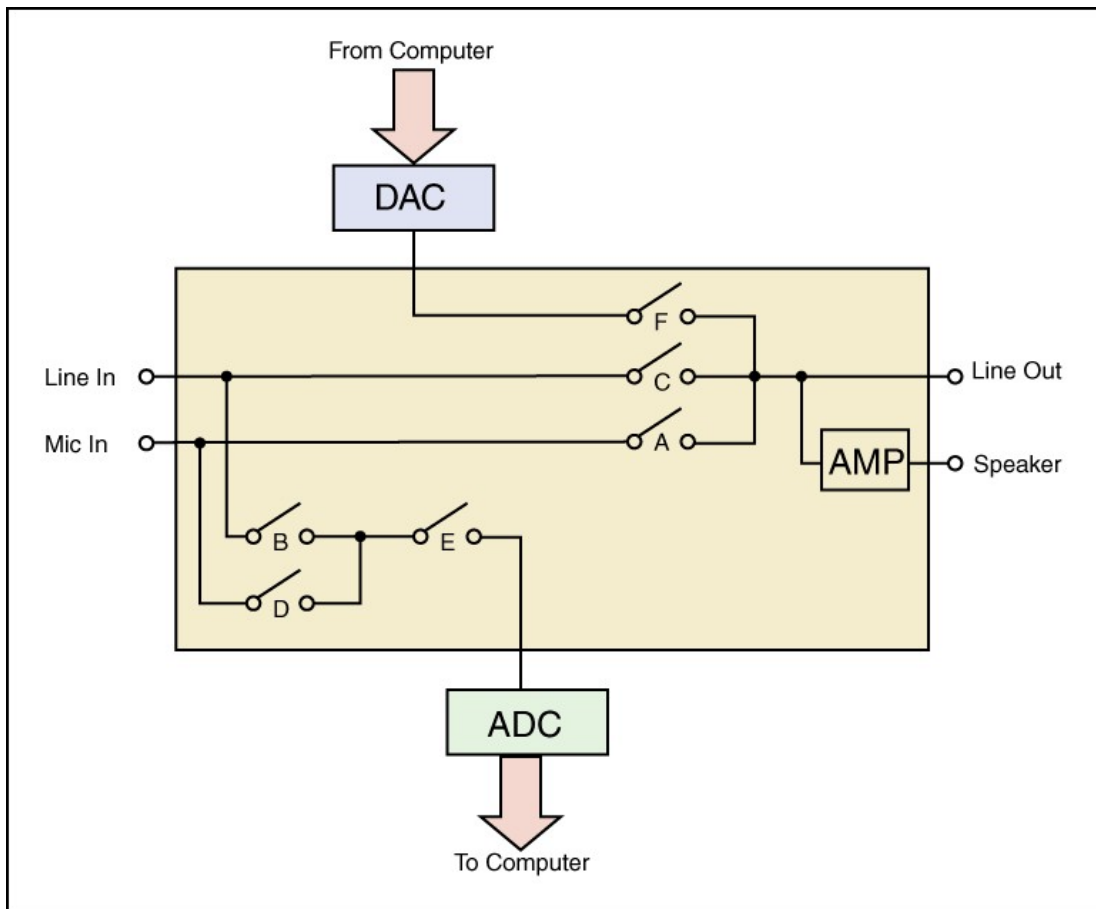 From Computer
DAC
F
Line In
C
Line Out
Mic In
A
AMP
Speaker
B
E
D
ADC
To Computer